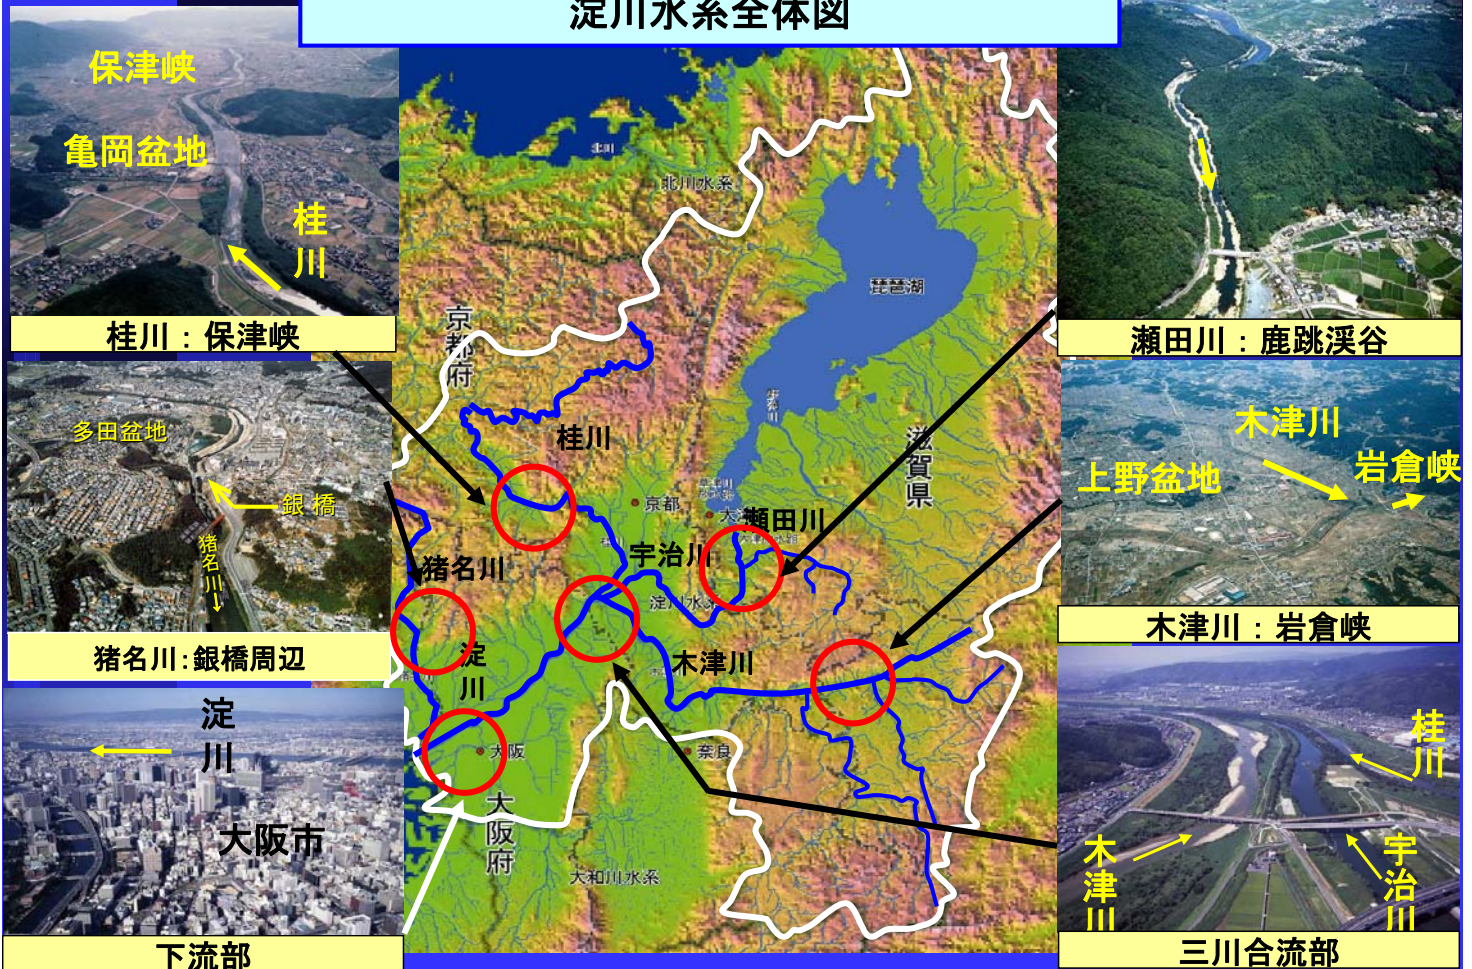 淀川水系全体図
保津峡
亀岡盆地
桂川
桂川：保津峡
多田盆地
銀橋
猪名川
猪名川：銀橋周辺
淀川
大阪市
下流部
北川
北川水系
琵琶湖
京都府
桂川
滋賀県
京都
瀬田川
宇治川
猪名川
淀川水系
淀川
木津川
大阪
奈良
大阪府
大和川水系
瀬田川：鹿跳渓谷
木津川
上野盆地
岩倉峡
木津川：岩倉峡
桂川
木津川
宇治川
三川合流部